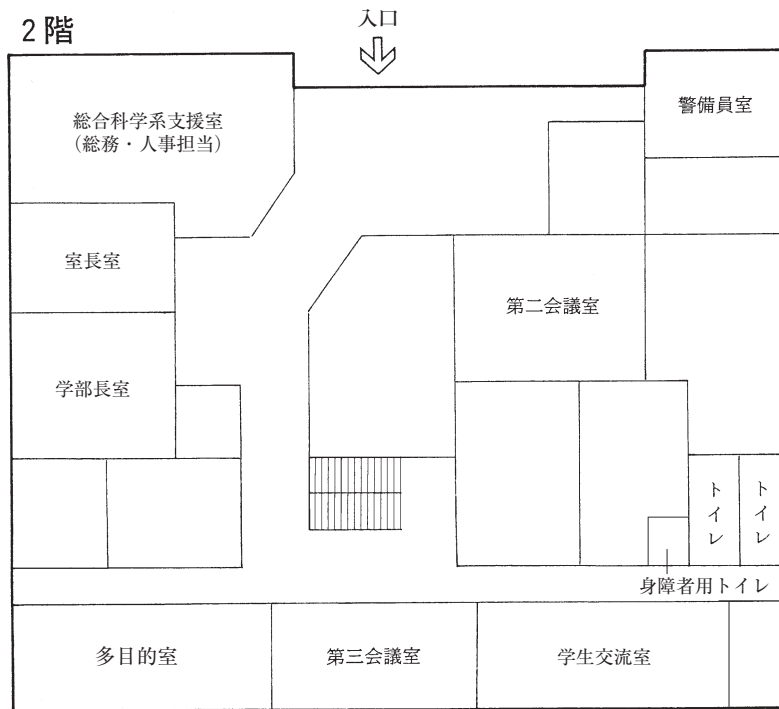 2階
入口
総合科学系支援室
（総務・人事担当）
警備員室
室長室
第二会議室
学部長室
トイレ
トイレ
身障者用トイレ
多目的室
第三会議室
学生交流室